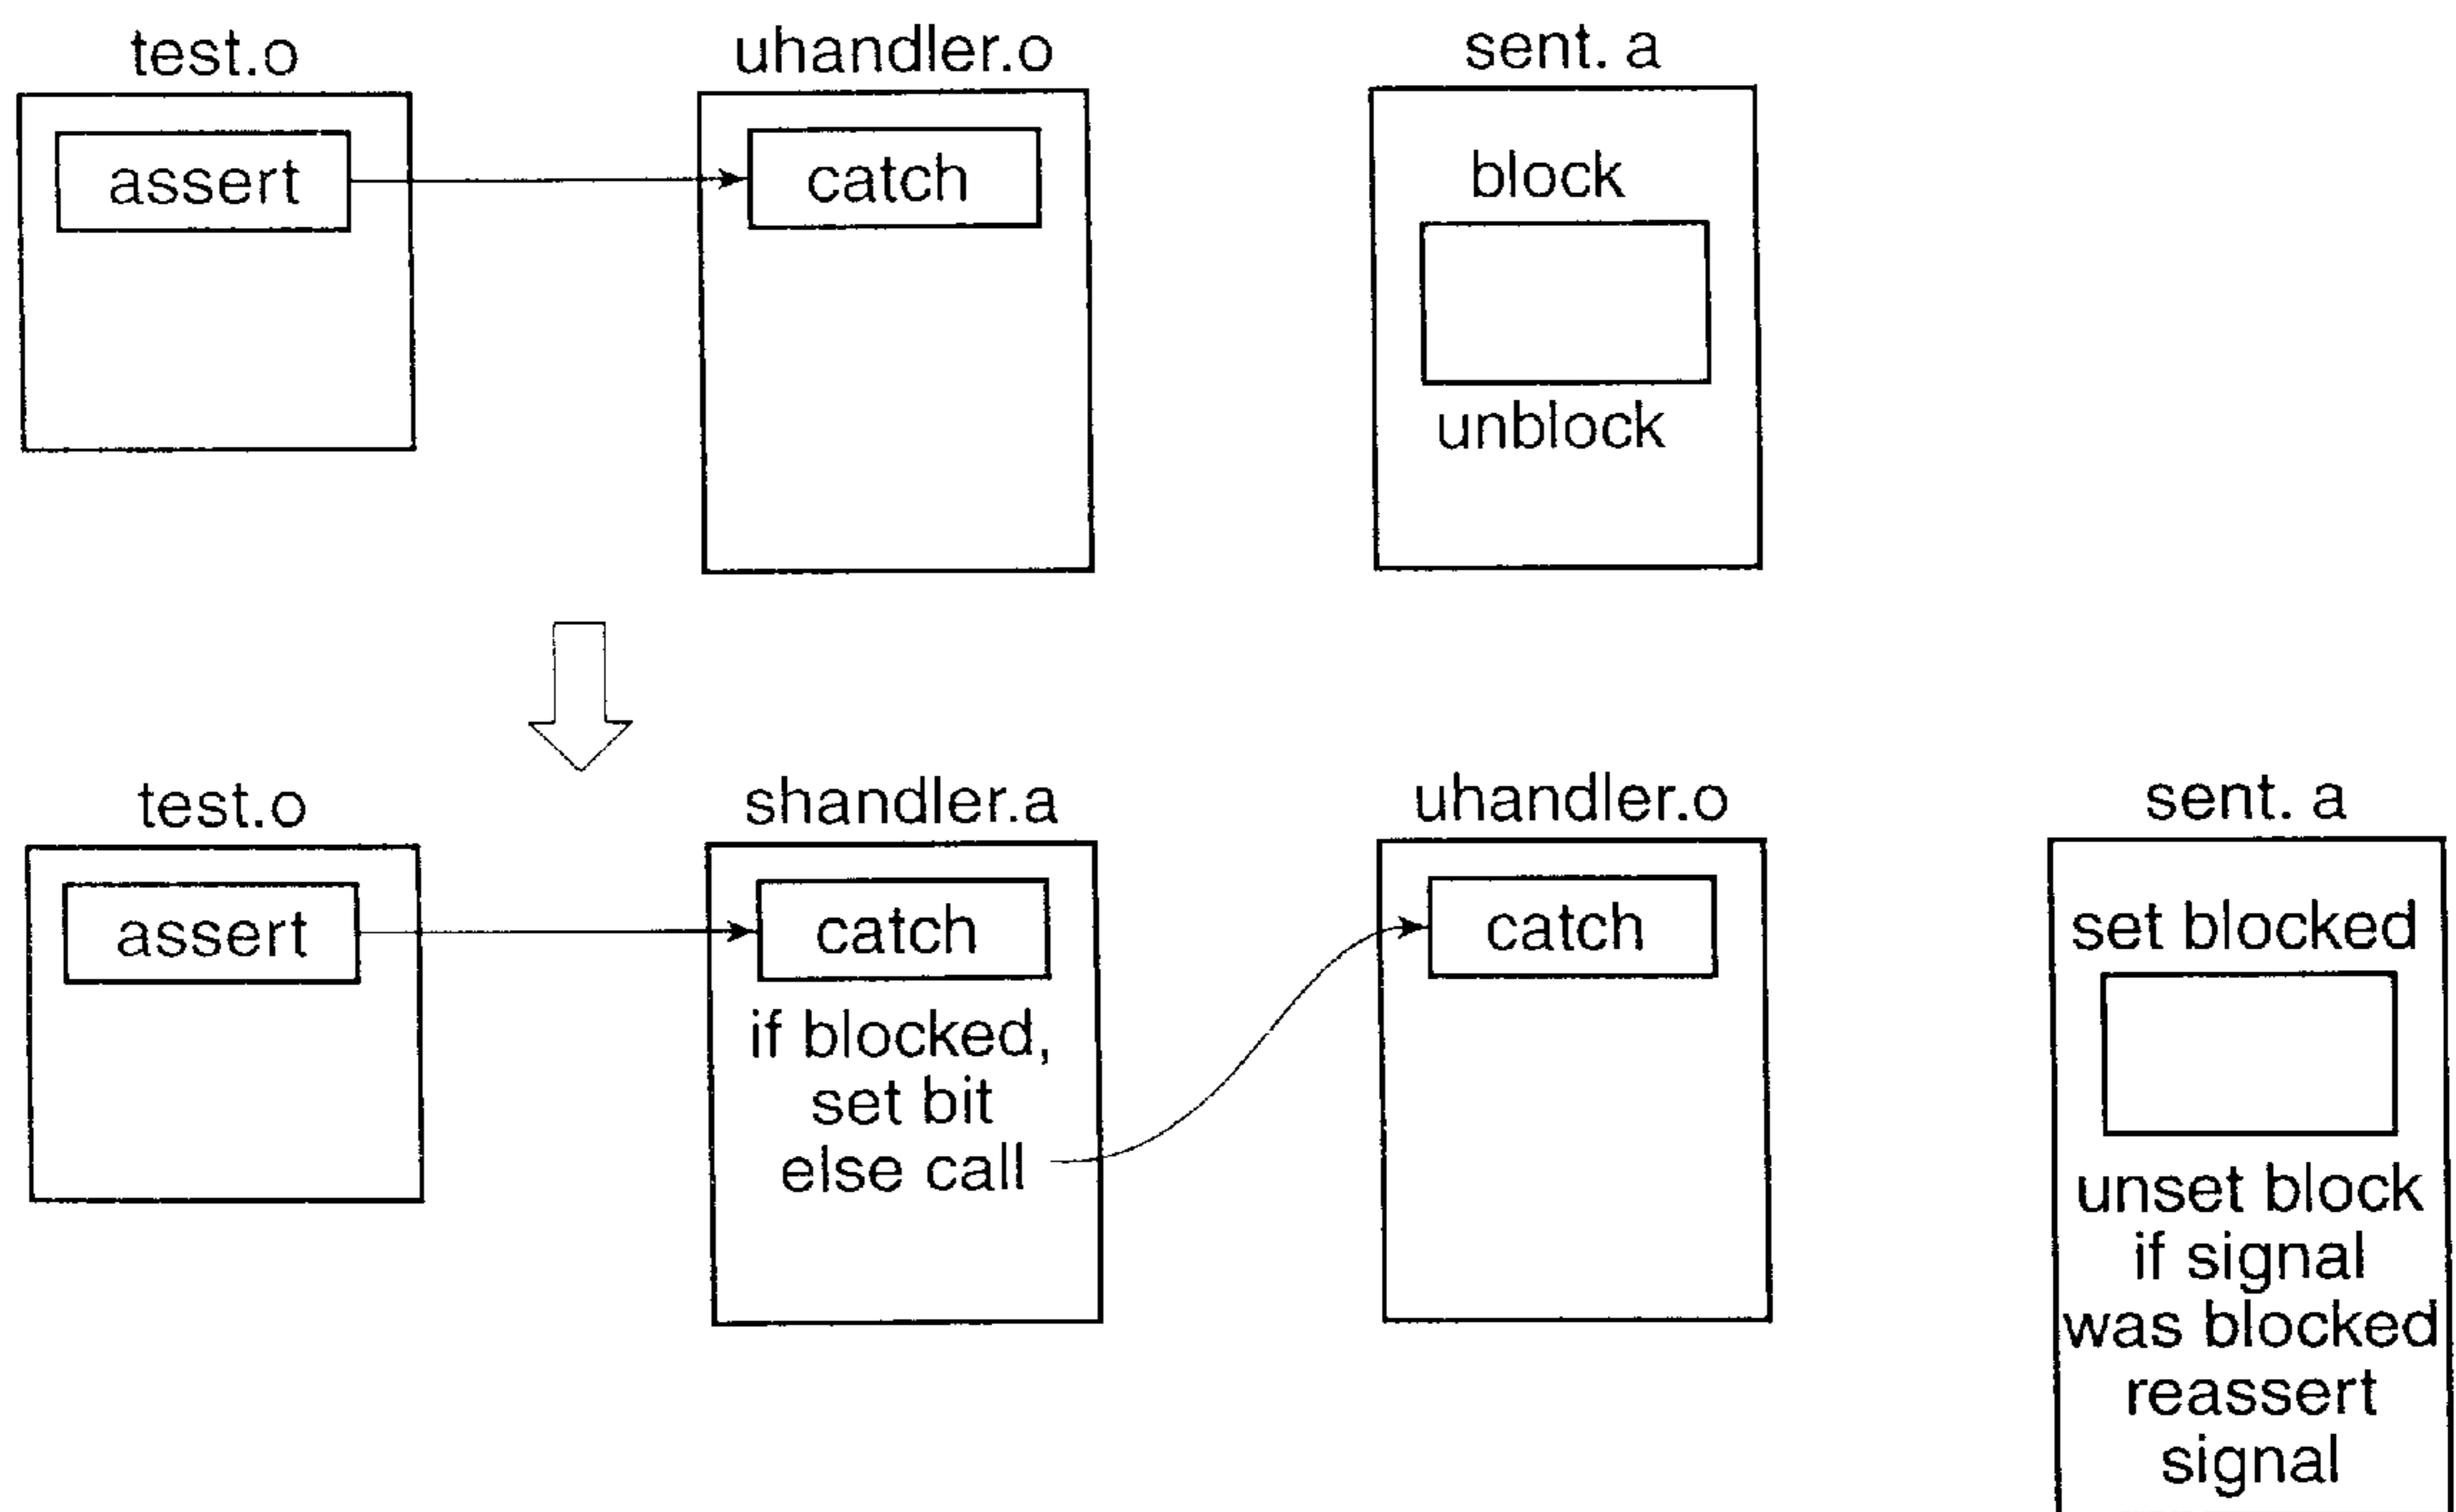 test.o
uhandler.o
sent. a
assert
catch
block
unblock
test.o
shandler.a
uhandler.o
sent. a
assert
catch
if blocked,
set bit
else call
catch
set blocked
unset block
if signal
was blocked
reassert
signal